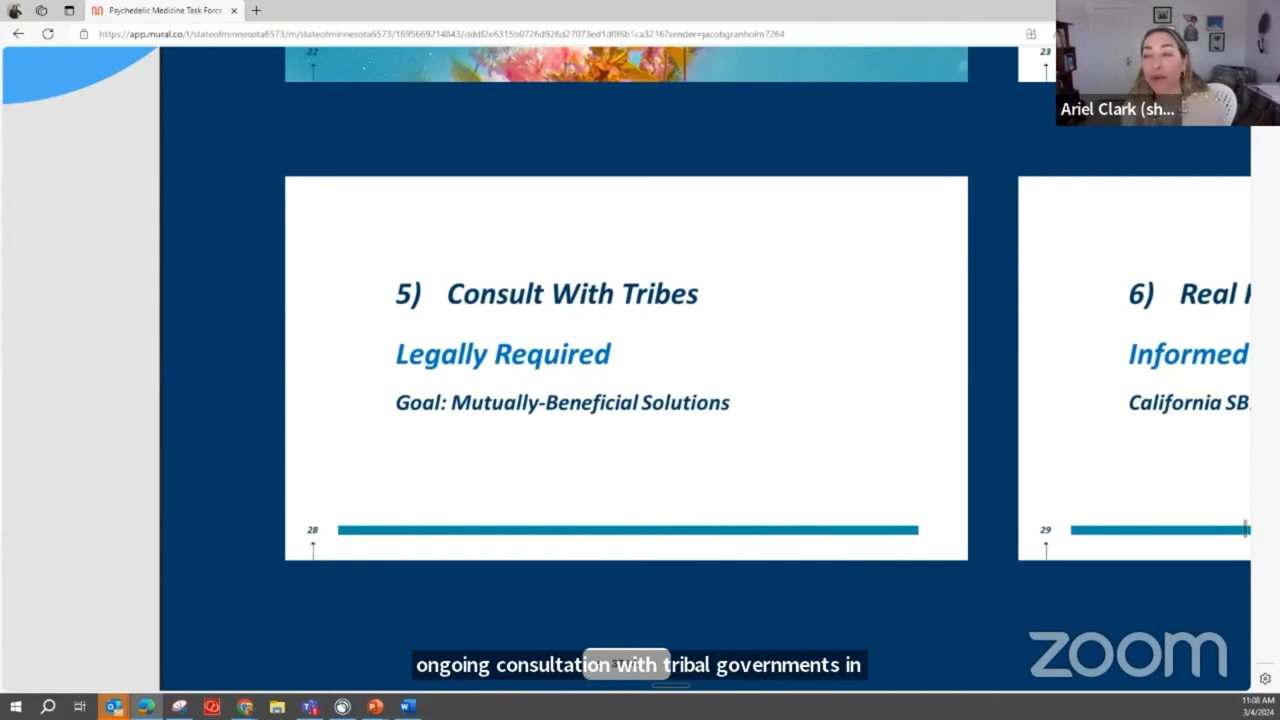 Psychedelic Medicine Task Forc
https://app.mural.co/t/stateofminnesota6573/m/stateofminnesota6573/1695669214843/dddf2e6315b0726d926d27073ed1d0f6b1ca3216?sender=jacobgranholm7264
22
23
Ariel Clark (sh...
5) Consult With Tribes
Legally Required
Goal: Mutually-Beneficial Solutions
28
6) Real
Informed
California SB
29
ongoing consultation with tribal governments in
zoom
11:08 AM
3/4/2024